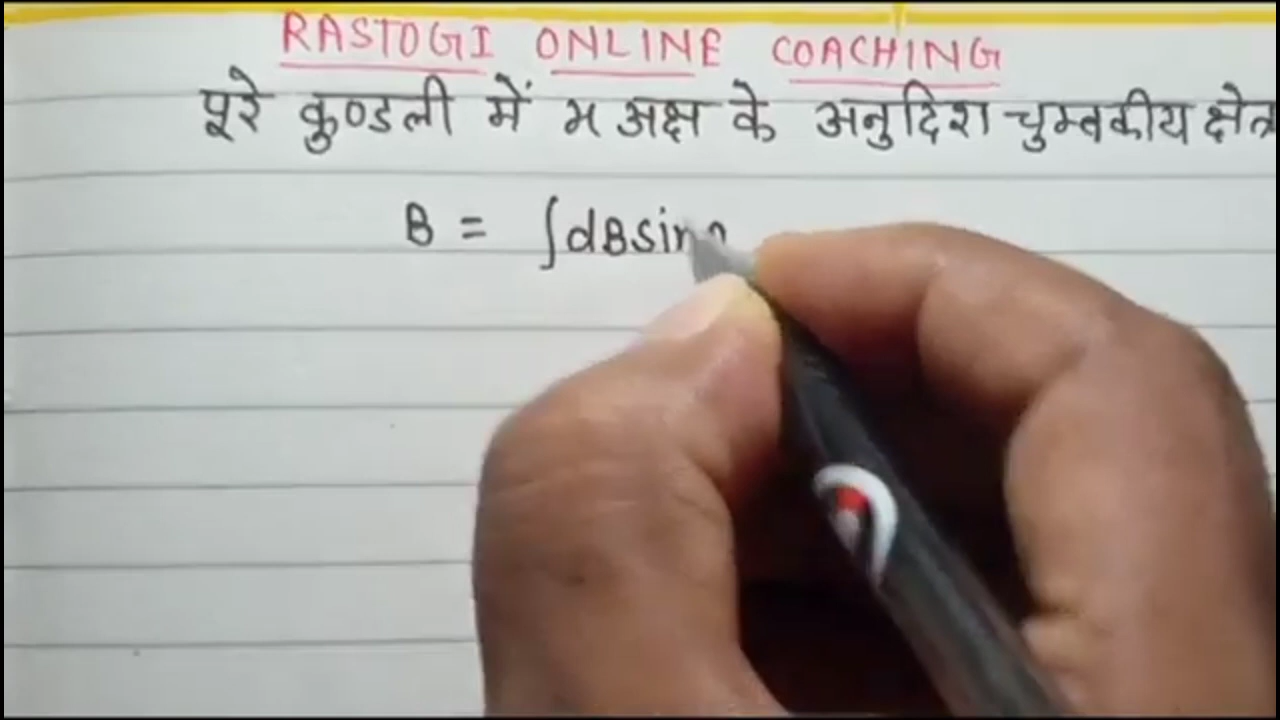 RASTOGI ONLINE COACHING
पूरे कुण्डली में x अक्ष के अनुदिश चुम्बकीय क्षेत्र
B = ∫dBsin